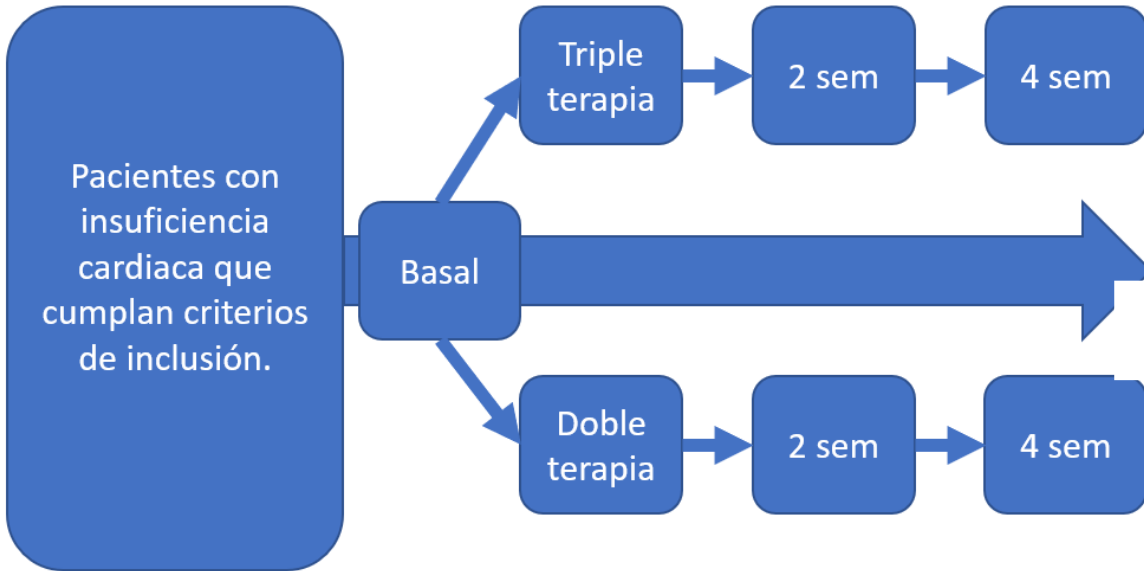 Pacientes con
insuficiencia
cardiaca que
cumplan criterios
de inclusión.
Basal
Triple
terapia
2 sem
4 sem
Doble
terapia
2 sem
4 sem